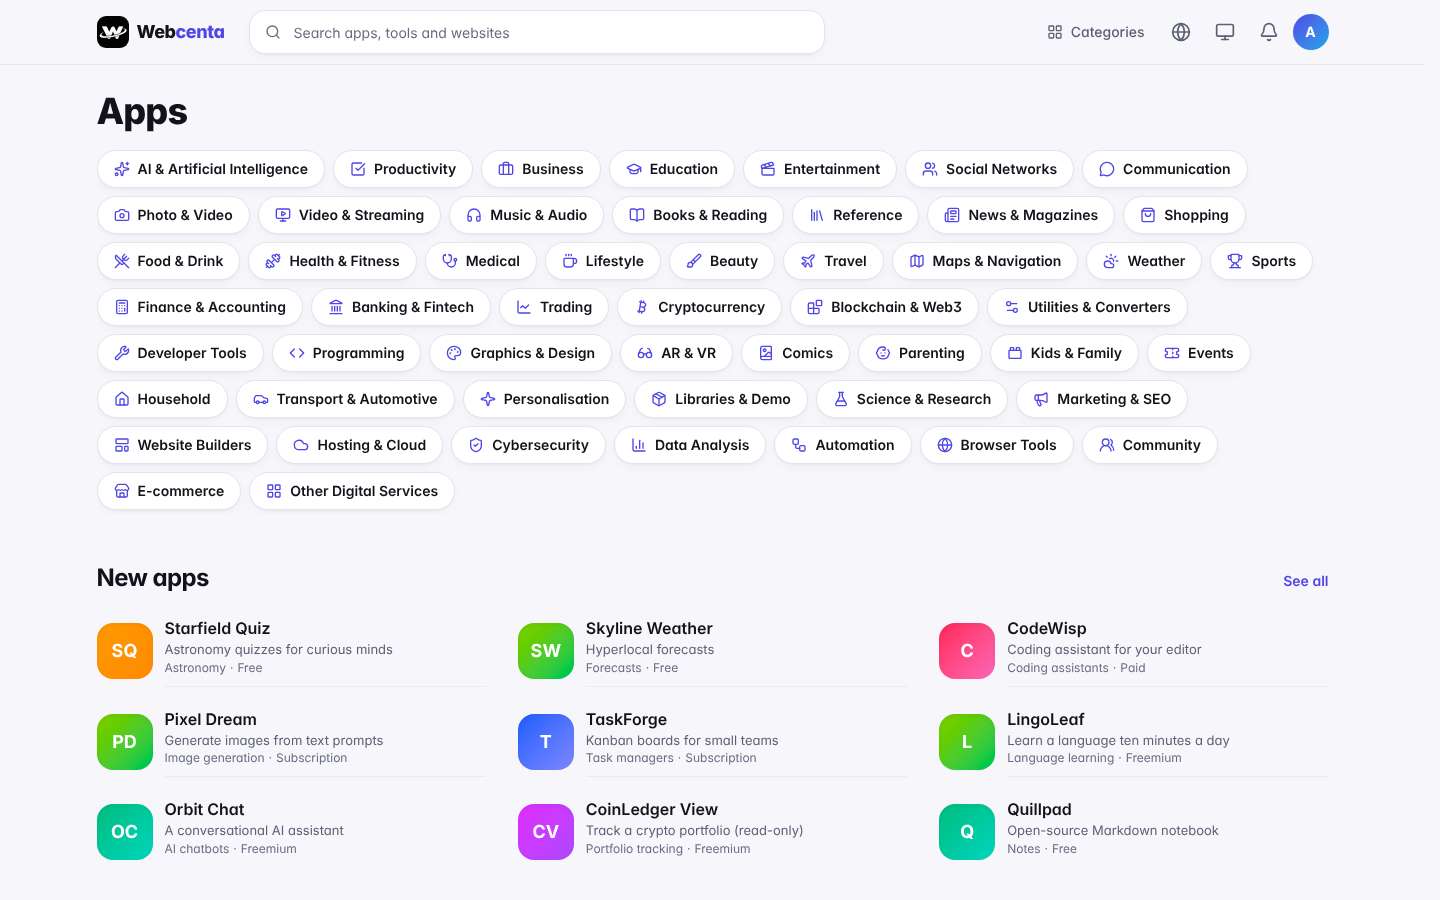 Webcenta
Search apps, tools and websites
Categories
A
Apps
AI & Artificial Intelligence
Productivity
Business
Education
Entertainment
Social Networks
Communication
Photo & Video
Video & Streaming
Music & Audio
Books & Reading
Reference
News & Magazines
Shopping
Food & Drink
Health & Fitness
Medical
Lifestyle
Beauty
Travel
Maps & Navigation
Weather
Sports
Finance & Accounting
Banking & Fintech
Trading
Cryptocurrency
Blockchain & Web3
Utilities & Converters
Developer Tools
Programming
Graphics & Design
AR & VR
Comics
Parenting
Kids & Family
Events
Household
Transport & Automotive
Personalisation
Libraries & Demo
Science & Research
Marketing & SEO
Website Builders
Hosting & Cloud
Cybersecurity
Data Analysis
Automation
Browser Tools
Community
E-commerce
Other Digital Services
New apps
See all
SQ
Starfield Quiz
Astronomy quizzes for curious minds
Astronomy · Free
SW
Skyline Weather
Hyperlocal forecasts
Forecasts · Free
C
CodeWisp
Coding assistant for your editor
Coding assistants · Paid
PD
Pixel Dream
Generate images from text prompts
Image generation · Subscription
T
TaskForge
Kanban boards for small teams
Task managers · Subscription
L
LingoLeaf
Learn a language ten minutes a day
Language learning · Freemium
OC
Orbit Chat
A conversational AI assistant
AI chatbots · Freemium
CV
CoinLedger View
Track a crypto portfolio (read-only)
Portfolio tracking · Freemium
Q
Quillpad
Open-source Markdown notebook
Notes · Free